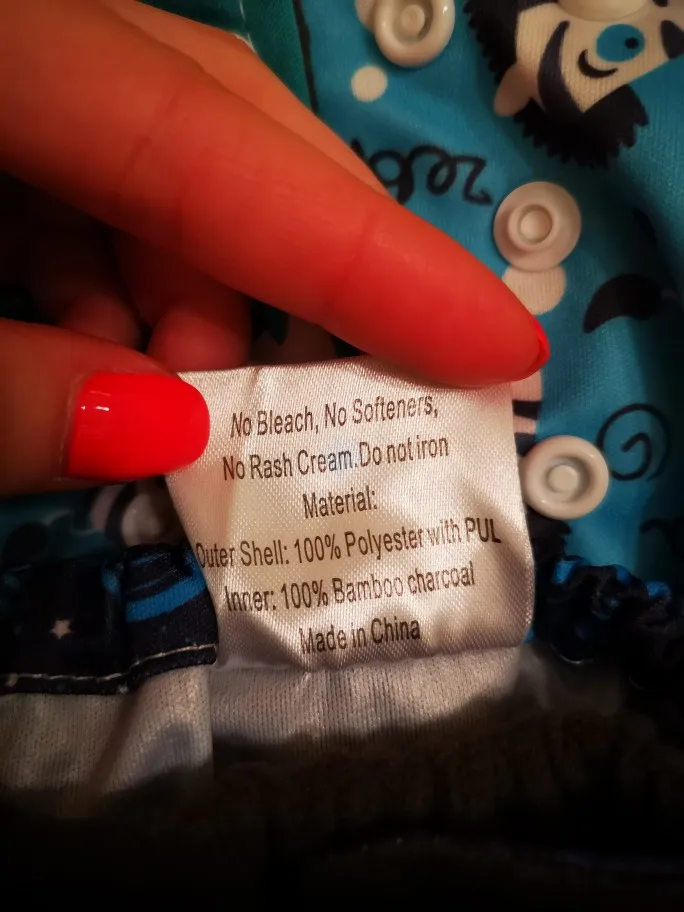 zeb
No Bleach, No Softeners,
No Rash Cream.Do not iron
Material:
Outer Shell: 100% Polyester with PUL
Inner: 100% Bamboo charcoal
Made in China